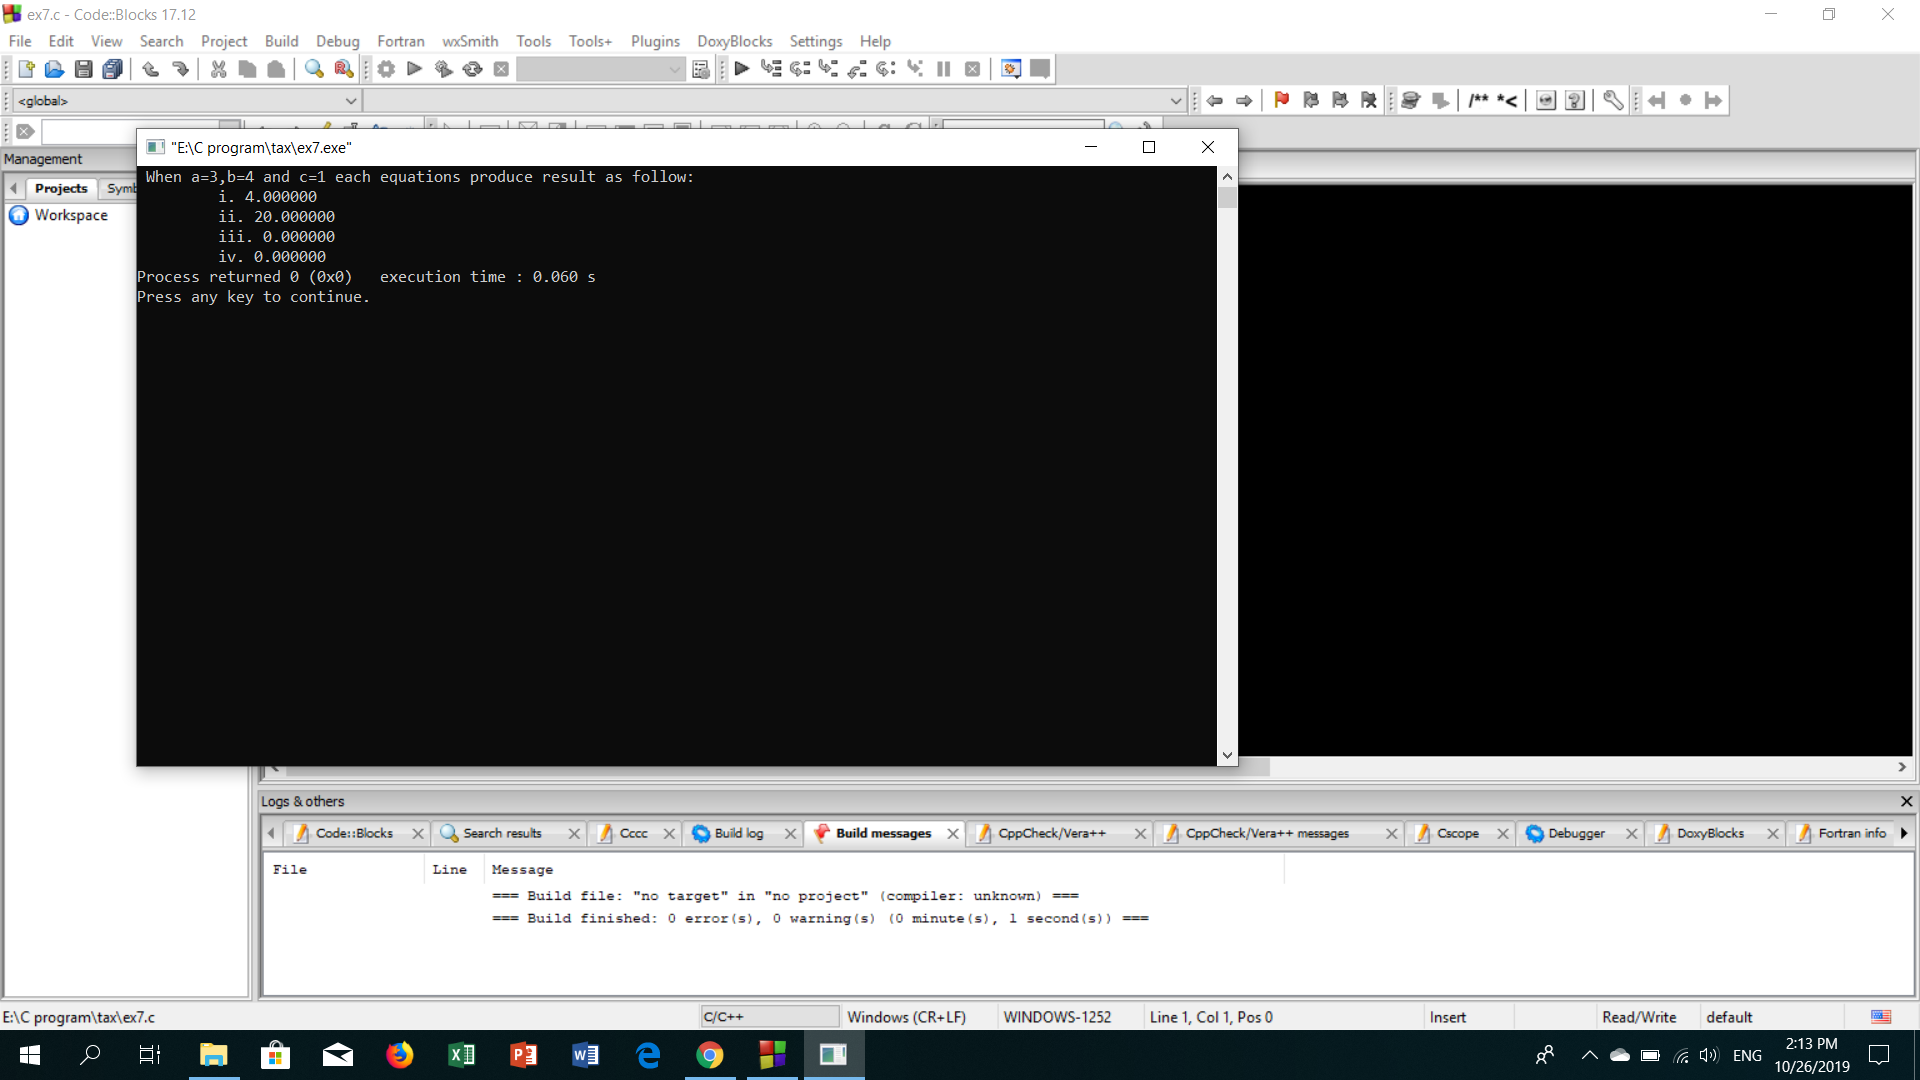 ex7.c - Code::Blocks 17.12
File Edit View Search Project Build Debug Fortran wxSmith Tools Tools+ Plugins DoxyBlocks Settings Help
<global>
/** *<
Management
Projects Symb
Workspace
"E:\C program\tax\ex7.exe"
When a=3,b=4 and c=1 each equations produce result as follow:
i. 4.000000
ii. 20.000000
iii. 0.000000
iv. 0.000000
Process returned 0 (0x0)   execution time : 0.060 s
Press any key to continue.
Logs & others
Code::Blocks Search results Cccc Build log Build messages CppCheck/Vera++ CppCheck/Vera++ messages Cscope Debugger DoxyBlocks Fortran info
File Line Message
=== Build file: "no target" in "no project" (compiler: unknown) ===
=== Build finished: 0 error(s), 0 warning(s) (0 minute(s), 1 second(s)) ===
E:\C program\tax\ex7.c C/C++ Windows (CR+LF) WINDOWS-1252 Line 1, Col 1, Pos 0 Insert Read/Write default
ENG 2:13 PM
10/26/2019